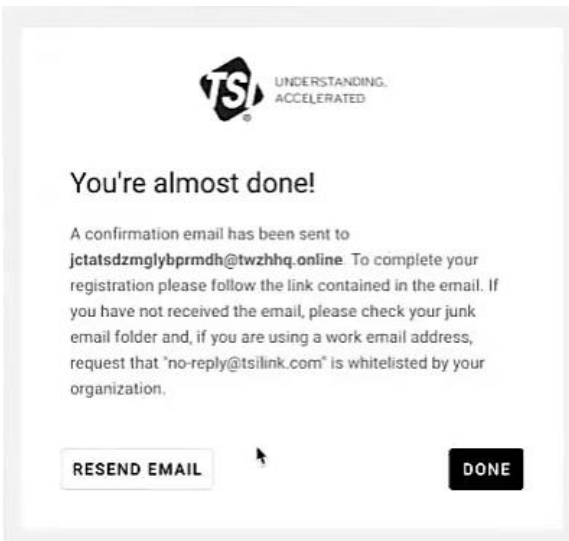 TSI
UNDERSTANDING,
ACCELERATED
®
You're almost done!
A confirmation email has been sent to
jctatsdzmglybprmdh@twzhhq.online. To complete your
registration please follow the link contained in the email. If
you have not received the email, please check your junk
email folder and, if you are using a work email address,
request that "no-reply@tsilink.com" is whitelisted by your
organization.
RESEND EMAIL
DONE